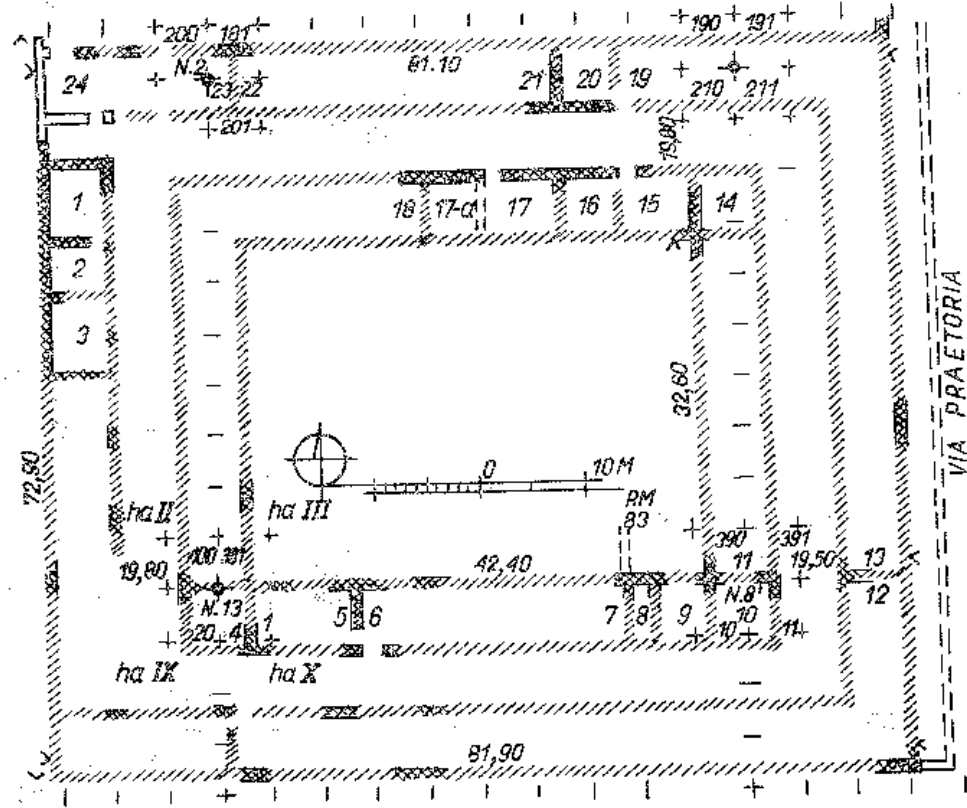 200 181 190 191
24 N.2 81.10 21 20 19 210 211
23 22
201
19,80
1 18 17-a 17 16 15 14
2
3
VIA PRAETORIA
32,60
72,90
0 10 M
ha II ha III RM
83
100 181 390 391
19,80 42,40 11 19,50 13
N.13 5 6 7 8 9 N.8 12
20 4 1 10 10 11
ha IX ha X
81,90